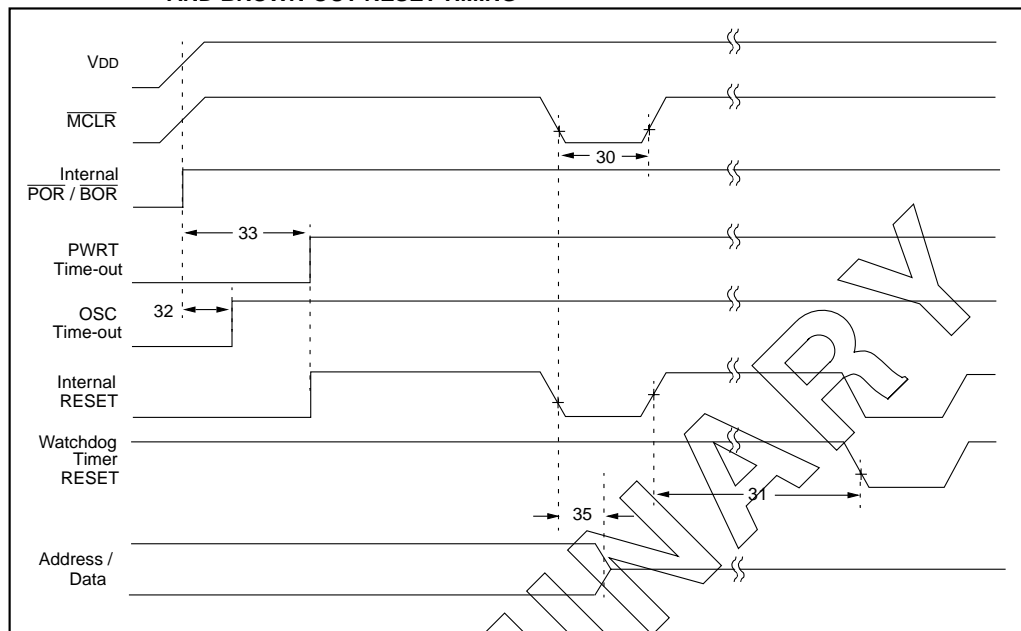 AND BROWN-OUT RESET TIMING
VDD
MCLR
30
Internal
POR / BOR
33
PWRT
Time-out
32
OSC
Time-out
Internal
RESET
Watchdog
Timer
RESET
31
35
Address /
Data